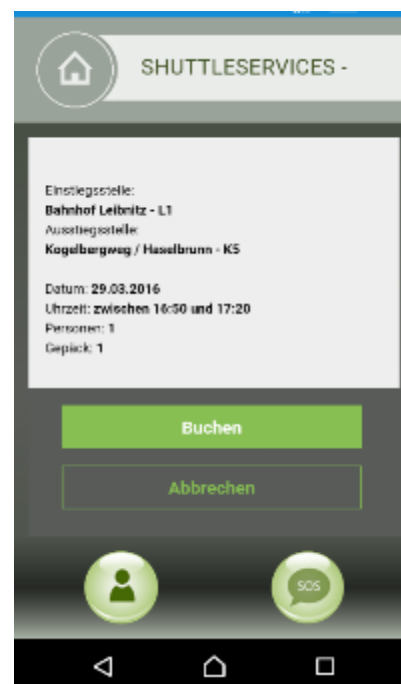 SHUTTLESERVICES -
Einstiegsstelle:
Bahnhof Leibnitz - L1
Ausstiegsstelle:
Kogelbergweg / Haselbrunn - K5
Datum: 29.03.2016
Uhrzeit: zwischen 16:50 und 17:20
Personen: 1
Gepäck: 1
Buchen
Abbrechen
SOS